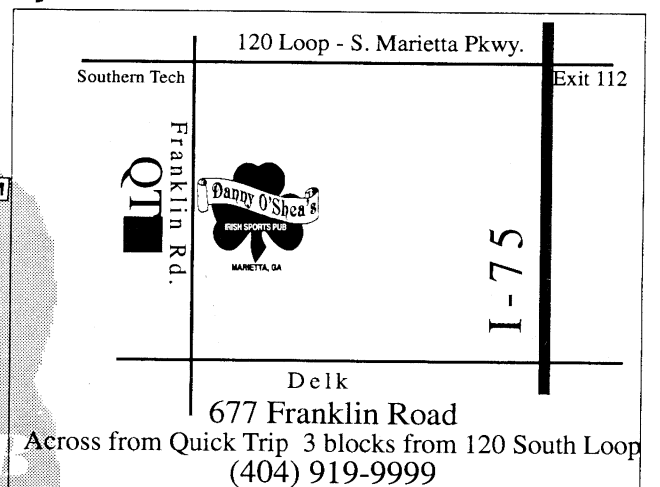 120 Loop - S. Marietta Pkwy.
Southern Tech
Exit 112
Franklin Rd.
QT
Danny O'Shea's
IRISH SPORTS PUB
MARIETTA, GA
I-75
Delk
677 Franklin Road
Across from Quick Trip 3 blocks from 120 South Loop
(404) 919-9999